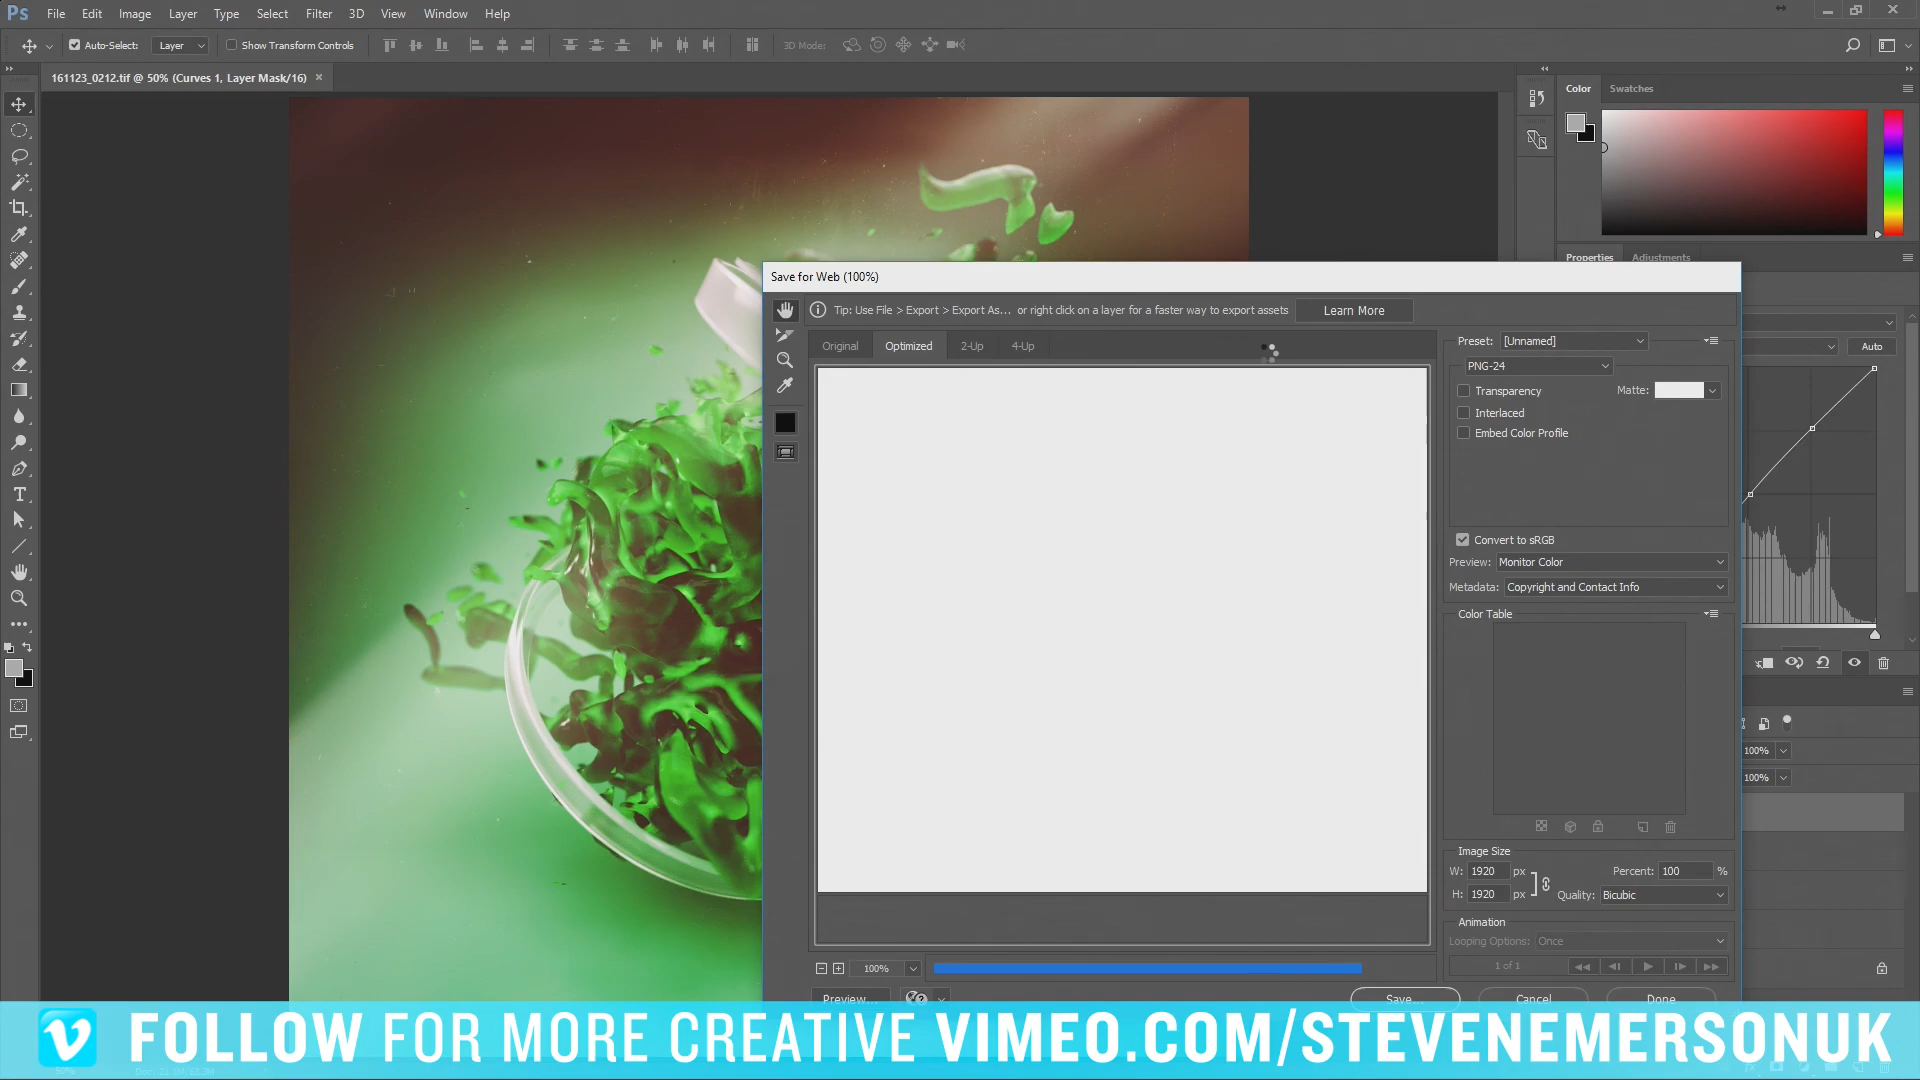 Ps File Edit Image Layer Type Select Filter 3D View Window Help
Auto-Select: Layer Show Transform Controls 3D Mode:
161123_0212.tif @ 50% (Curves 1, Layer Mask/16) ×
Color Swatches
Properties Adjustments
Auto
Save for Web (100%)
Tip: Use File > Export > Export As... or right click on a layer for a faster way to export assets Learn More
Original Optimized 2-Up 4-Up
Preset: [Unnamed]
PNG-24
Transparency Matte:
Interlaced
Embed Color Profile
Convert to sRGB
Preview: Monitor Color
Metadata: Copyright and Contact Info
Color Table
100%
100%
Image Size
W: 1920 px Percent: 100 %
H: 1920 px Quality: Bicubic
Animation
Looping Options: Once
1 of 1
100%
Preview... Save... Cancel Done
FOLLOW FOR MORE CREATIVE VIMEO.COM/STEVENEMERSONUK